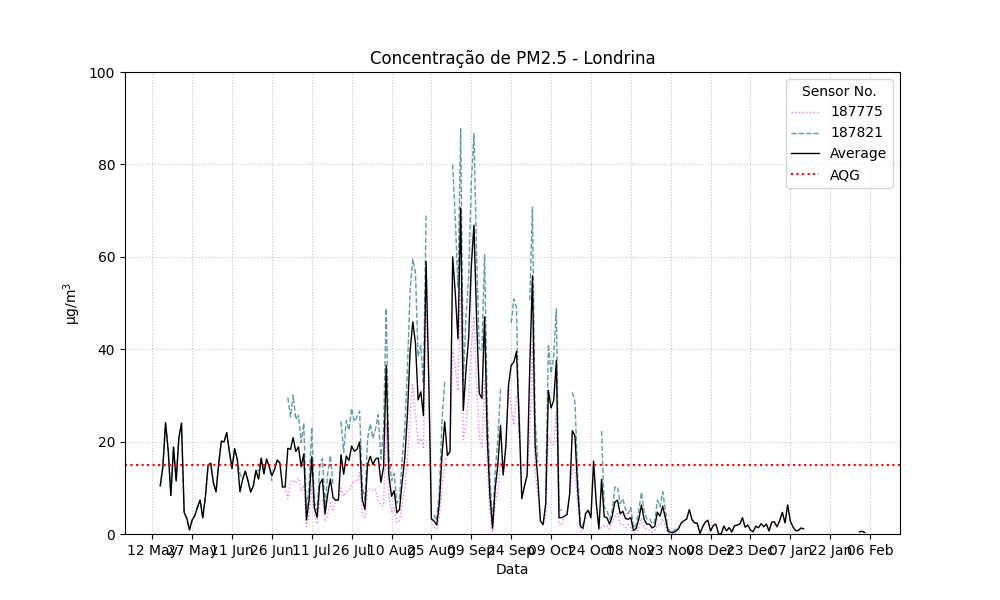 Concentração de PM2.5 - Londrina
100
80
60
40
20
0
µg/m³
Sensor No.
187775
187821
Average
AQG
12 May 27 May 11 Jun 26 Jun 11 Jul 26 Jul 10 Aug 25 Aug 09 Sep 24 Sep 09 Oct 24 Oct 08 Nov 23 Nov 08 Dec 23 Dec 07 Jan 22 Jan 06 Feb
Data